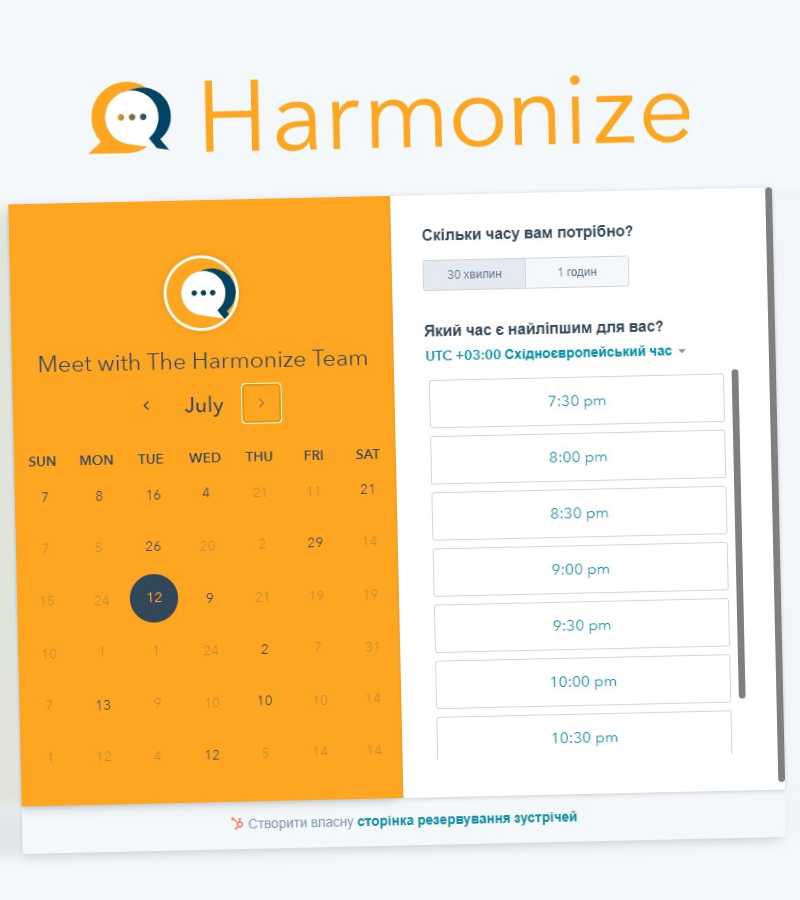 Harmonize
Meet with The Harmonize Team
July
SUN MON TUE WED THU FRI SAT
7 8 16 4 21 11 21
7 5 26 20 2 29 14
15 24 12 9 21 19 19
10 1 1 24 2 7 31
7 13 9 10 10 10 14
1 12 4 12 5 14 14
Скільки часу вам потрібно?
30 хвилин 1 годин
Який час є найліпшим для вас?
UTC +03:00 Східноєвропейський час
7:30 pm
8:00 pm
8:30 pm
9:00 pm
9:30 pm
10:00 pm
10:30 pm
Створити власну сторінка резервування зустрічей